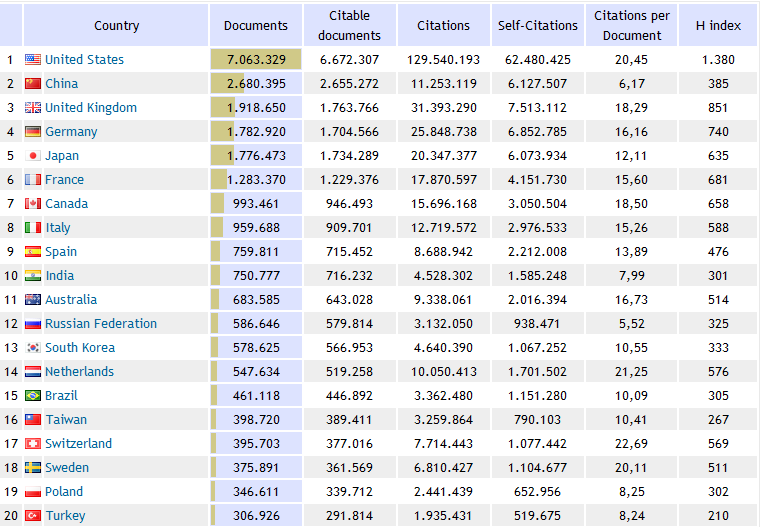 Country Documents Citable documents Citations Self-Citations Citations per Document H index
1 United States 7.063.329 6.672.307 129.540.193 62.480.425 20,45 1.380
2 China 2.680.395 2.655.272 11.253.119 6.127.507 6,17 385
3 United Kingdom 1.918.650 1.763.766 31.393.290 7.513.112 18,29 851
4 Germany 1.782.920 1.704.566 25.848.738 6.852.785 16,16 740
5 Japan 1.776.473 1.734.289 20.347.377 6.073.934 12,11 635
6 France 1.283.370 1.229.376 17.870.597 4.151.730 15,60 681
7 Canada 993.461 946.493 15.696.168 3.050.504 18,50 658
8 Italy 959.688 909.701 12.719.572 2.976.533 15,26 588
9 Spain 759.811 715.452 8.688.942 2.212.008 13,89 476
10 India 750.777 716.232 4.528.302 1.585.248 7,99 301
11 Australia 683.585 643.028 9.338.061 2.016.394 16,73 514
12 Russian Federation 586.646 579.814 3.132.050 938.471 5,52 325
13 South Korea 578.625 566.953 4.640.390 1.067.252 10,55 333
14 Netherlands 547.634 519.258 10.050.413 1.701.502 21,25 576
15 Brazil 461.118 446.892 3.362.480 1.151.280 10,09 305
16 Taiwan 398.720 389.411 3.259.864 790.103 10,41 267
17 Switzerland 395.703 377.016 7.714.443 1.077.442 22,69 569
18 Sweden 375.891 361.569 6.810.427 1.104.677 20,11 511
19 Poland 346.611 339.712 2.441.439 652.956 8,25 302
20 Turkey 306.926 291.814 1.935.431 519.675 8,24 210